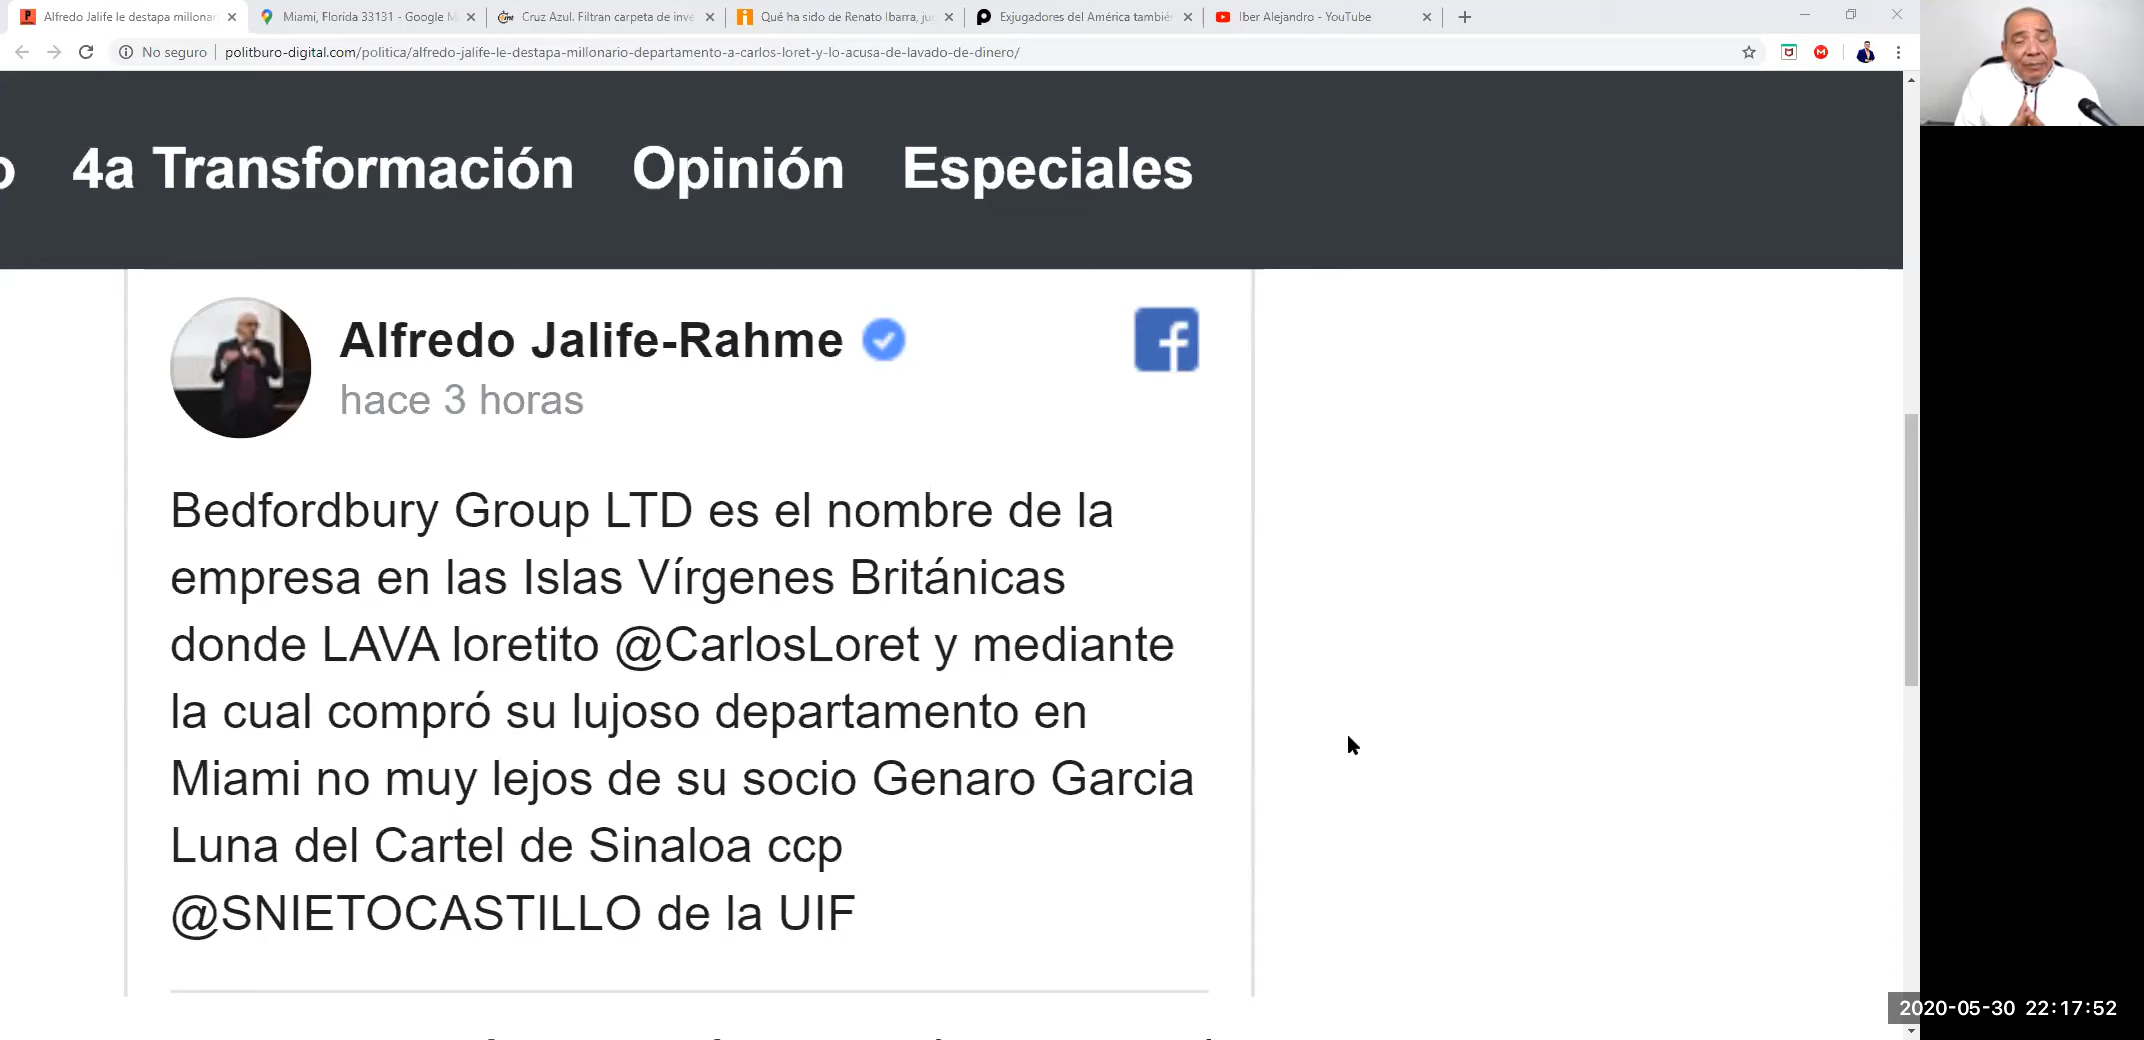 Alfredo Jalife le destapa millonar
Miami, Florida 33131 - Google M
Cruz Azul. Filtran carpeta de inve
Qué ha sido de Renato Ibarra, ju
Exjugadores del América también
Iber Alejandro - YouTube
No seguro
politburo-digital.com/politica/alfredo-jalife-le-destapa-millonario-departamento-a-carlos-loret-y-lo-acusa-de-lavado-de-dinero/
o 4a Transformación Opinión Especiales
Alfredo Jalife-Rahme
hace 3 horas
Bedfordbury Group LTD es el nombre de la
empresa en las Islas Vírgenes Británicas
donde LAVA loretito @CarlosLoret y mediante
la cual compró su lujoso departamento en
Miami no muy lejos de su socio Genaro Garcia
Luna del Cartel de Sinaloa ccp
@SNIETOCASTILLO de la UIF
2020-05-30 22:17:52